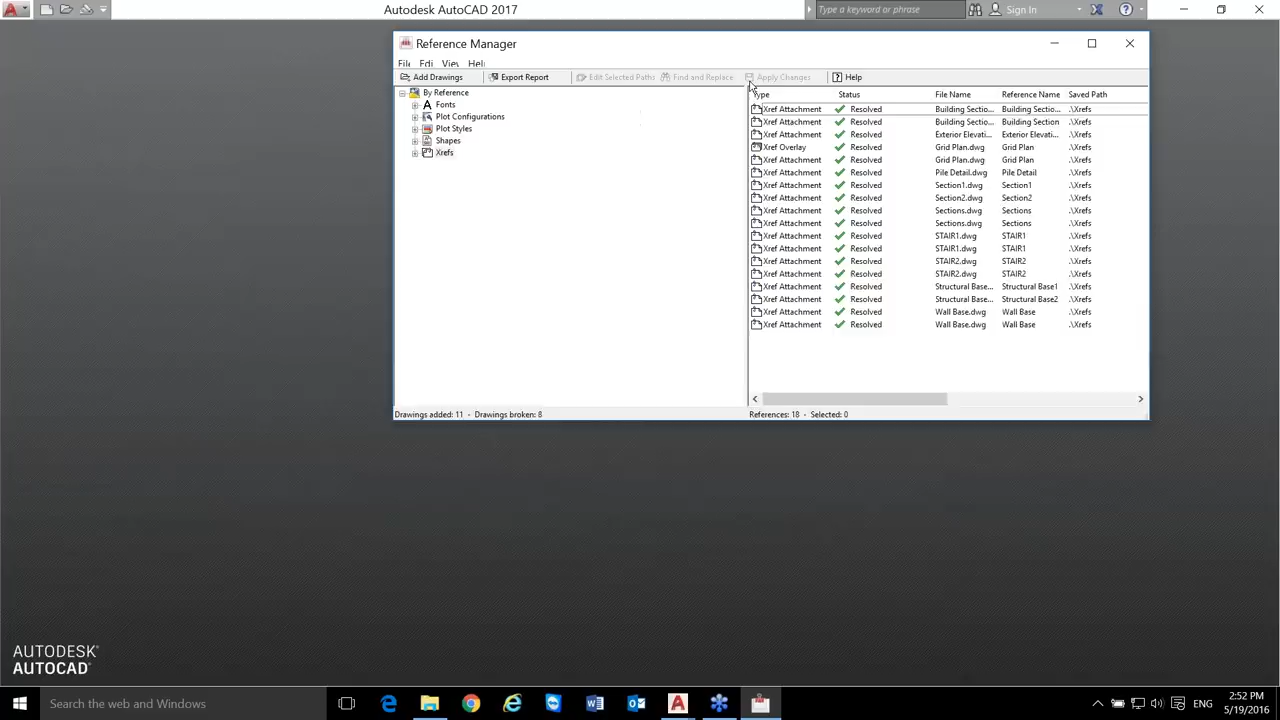 Autodesk AutoCAD 2017
Type a keyword or phrase
Sign In
Reference Manager
File Edi View Hel
Add Drawings
Export Report
Edit Selected Paths
Find and Replace
Apply Changes
Help
By Reference
Fonts
Plot Configurations
Plot Styles
Shapes
Xrefs
Type Status File Name Reference Name Saved Path
Xref Attachment Resolved Building Sectio... Building Sectio... .\Xrefs
Xref Attachment Resolved Building Sectio... Building Section .\Xrefs
Xref Attachment Resolved Exterior Elevati... Exterior Elevati... .\Xrefs
Xref Overlay Resolved Grid Plan.dwg Grid Plan .\Xrefs
Xref Attachment Resolved Grid Plan.dwg Grid Plan .\Xrefs
Xref Attachment Resolved Pile Detail.dwg Pile Detail .\Xrefs
Xref Attachment Resolved Section1.dwg Section1 .\Xrefs
Xref Attachment Resolved Section2.dwg Section2 .\Xrefs
Xref Attachment Resolved Sections.dwg Sections .\Xrefs
Xref Attachment Resolved Sections.dwg Sections .\Xrefs
Xref Attachment Resolved STAIR1.dwg STAIR1 .\Xrefs
Xref Attachment Resolved STAIR1.dwg STAIR1 .\Xrefs
Xref Attachment Resolved STAIR2.dwg STAIR2 .\Xrefs
Xref Attachment Resolved STAIR2.dwg STAIR2 .\Xrefs
Xref Attachment Resolved Structural Base... Structural Base1 .\Xrefs
Xref Attachment Resolved Structural Base... Structural Base2 .\Xrefs
Xref Attachment Resolved Wall Base.dwg Wall Base .\Xrefs
Xref Attachment Resolved Wall Base.dwg Wall Base .\Xrefs
Drawings added: 11 - Drawings broken: 8
References: 18 - Selected: 0
AUTODESK®
AUTOCAD®
Search the web and Windows
ENG
2:52 PM
5/19/2016